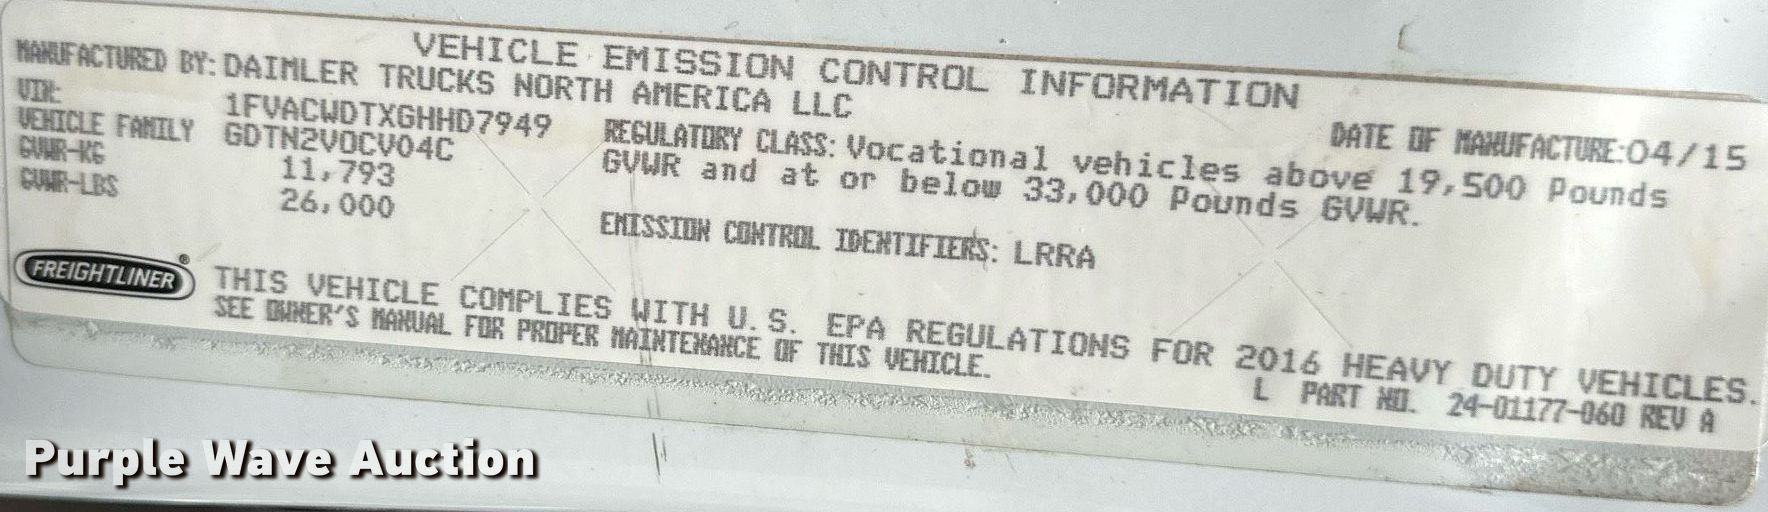 VEHICLE EMISSION CONTROL INFORMATION
MANUFACTURED BY: DAIMLER TRUCKS NORTH AMERICA LLC
DATE OF MANUFACTURE: 04/15
VIN: 1FVACWDTXGHHD7949
VEHICLE FAMILY GDTN2VOCV04C
GVWR-KG 11,793
GVWR-LBS 26,000
REGULATORY CLASS: Vocational vehicles above 19,500 Pounds
GVWR and at or below 33,000 Pounds GVWR.
EMISSION CONTROL IDENTIFIERS: LRRA
FREIGHTLINER®
THIS VEHICLE COMPLIES WITH U.S. EPA REGULATIONS FOR 2016 HEAVY DUTY VEHICLES.
SEE OWNER'S MANUAL FOR PROPER MAINTENANCE OF THIS VEHICLE.
L PART NO. 24-01177-060 REV A
Purple Wave Auction